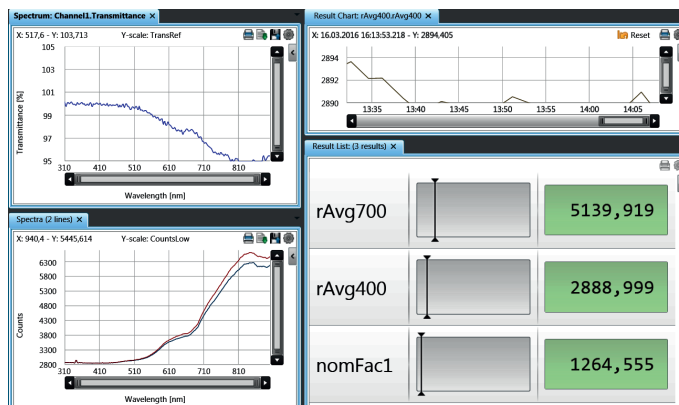 Spectrum: Channel1.Transmittance ×
X: 517,6 - Y: 103,713 Y-scale: TransRef
105
103
101
99
97
95
Transmittance [%]
310 410 510 610 710 810
Wavelength [nm]
Spectra (2 lines) ×
X: 940,4 - Y: 5445,614 Y-scale: CountsLow
6300
5800
5300
4800
4300
3800
3300
2800
Counts
310 410 510 610 710 810
Wavelength [nm]
Result Chart: rAvg400.rAvg400 ×
X: 16.03.2016 16:13:53.218 - Y: 2894,405 Reset
2894
2892
2890
13:35 13:40 13:45 13:50 13:55 14:00 14:05
Result List: (3 results) ×
rAvg700 5139,919
rAvg400 2888,999
nomFac1 1264,555